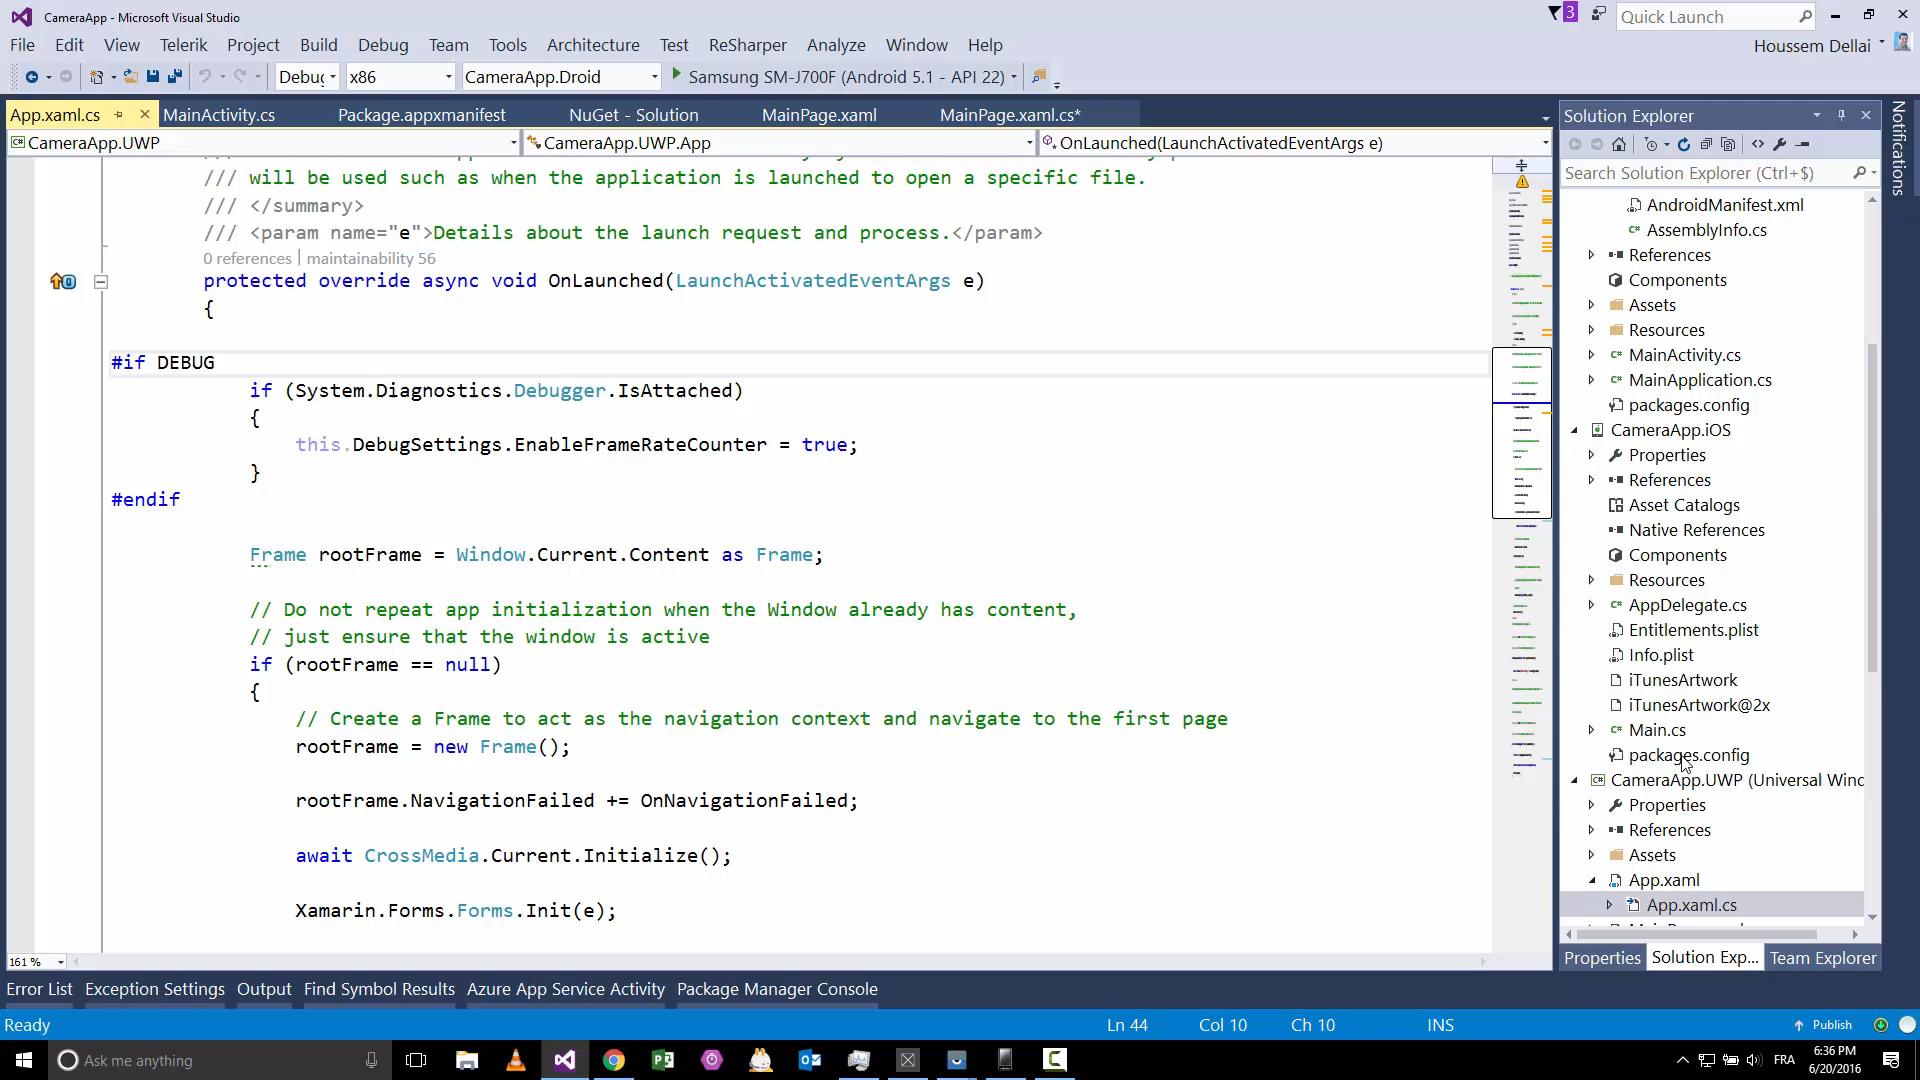 CameraApp - Microsoft Visual Studio
3
Quick Launch
File Edit View Telerik Project Build Debug Team Tools Architecture Test ReSharper Analyze Window Help
Houssem Dellai
Debug x86 CameraApp.Droid Samsung SM-J700F (Android 5.1 - API 22)
App.xaml.cs MainActivity.cs Package.appxmanifest NuGet - Solution MainPage.xaml MainPage.xaml.cs*
CameraApp.UWP CameraApp.UWP.App OnLaunched(LaunchActivatedEventArgs e)
/// will be used such as when the application is launched to open a specific file.
/// </summary>
/// <param name="e">Details about the launch request and process.</param>
0 references | maintainability 56
protected override async void OnLaunched(LaunchActivatedEventArgs e)
{
#if DEBUG
if (System.Diagnostics.Debugger.IsAttached)
{
this.DebugSettings.EnableFrameRateCounter = true;
}
#endif
Frame rootFrame = Window.Current.Content as Frame;
// Do not repeat app initialization when the Window already has content,
// just ensure that the window is active
if (rootFrame == null)
{
// Create a Frame to act as the navigation context and navigate to the first page
rootFrame = new Frame();
rootFrame.NavigationFailed += OnNavigationFailed;
await CrossMedia.Current.Initialize();
Xamarin.Forms.Forms.Init(e);
161 %
Solution Explorer
Search Solution Explorer (Ctrl+$)
AndroidManifest.xml
AssemblyInfo.cs
References
Components
Assets
Resources
MainActivity.cs
MainApplication.cs
packages.config
CameraApp.iOS
Properties
References
Asset Catalogs
Native References
Components
Resources
AppDelegate.cs
Entitlements.plist
Info.plist
iTunesArtwork
iTunesArtwork@2x
Main.cs
packages.config
CameraApp.UWP (Universal Winc
Properties
References
Assets
App.xaml
App.xaml.cs
Properties Solution Exp... Team Explorer
Notifications
Error List Exception Settings Output Find Symbol Results Azure App Service Activity Package Manager Console
Ready Ln 44 Col 10 Ch 10 INS Publish
Ask me anything
FRA
6:36 PM
6/20/2016